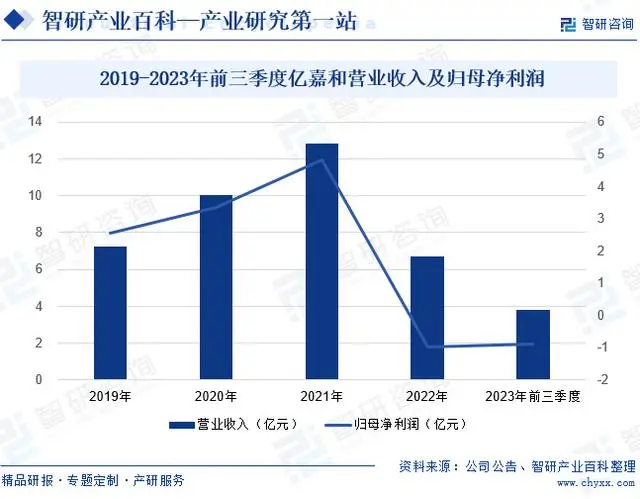 智研产业百科—产业研究第一站
智研咨询
2019-2023年前三季度亿嘉和营业收入及归母净利润
14
12
10
8
6
4
2
0
6
5
4
3
2
1
0
-1
-2
2019年
2020年
2021年
2022年
2023年前三季度
营业收入（亿元）
归母净利润（亿元）
资料来源：公司公告、智研产业百科整理
精品研报·专题定制·产研服务
www.chyxx.com